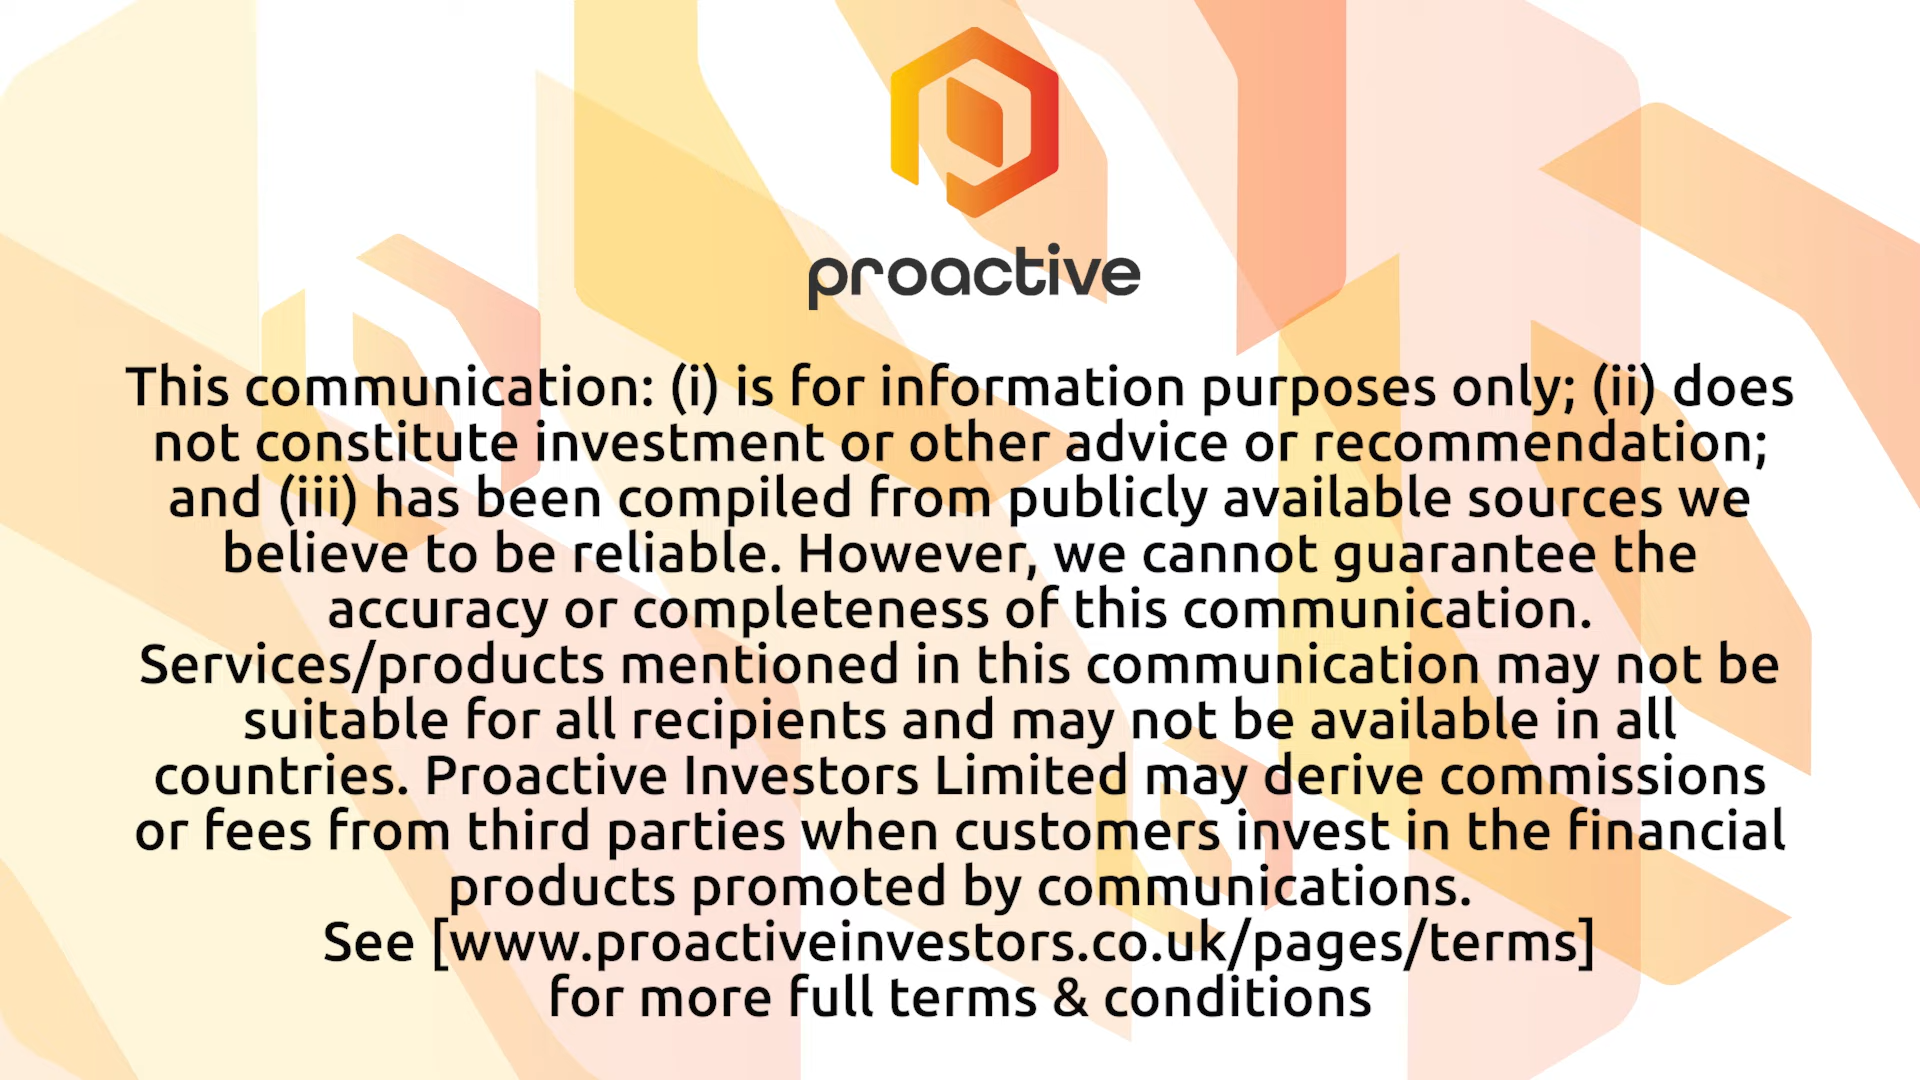 proactive
This communication: (i) is for information purposes only; (ii) does
not constitute investment or other advice or recommendation;
and (iii) has been compiled from publicly available sources we
believe to be reliable. However, we cannot guarantee the
accuracy or completeness of this communication.
Services/products mentioned in this communication may not be
suitable for all recipients and may not be available in all
countries. Proactive Investors Limited may derive commissions
or fees from third parties when customers invest in the financial
products promoted by communications.
See [www.proactiveinvestors.co.uk/pages/terms]
for more full terms & conditions